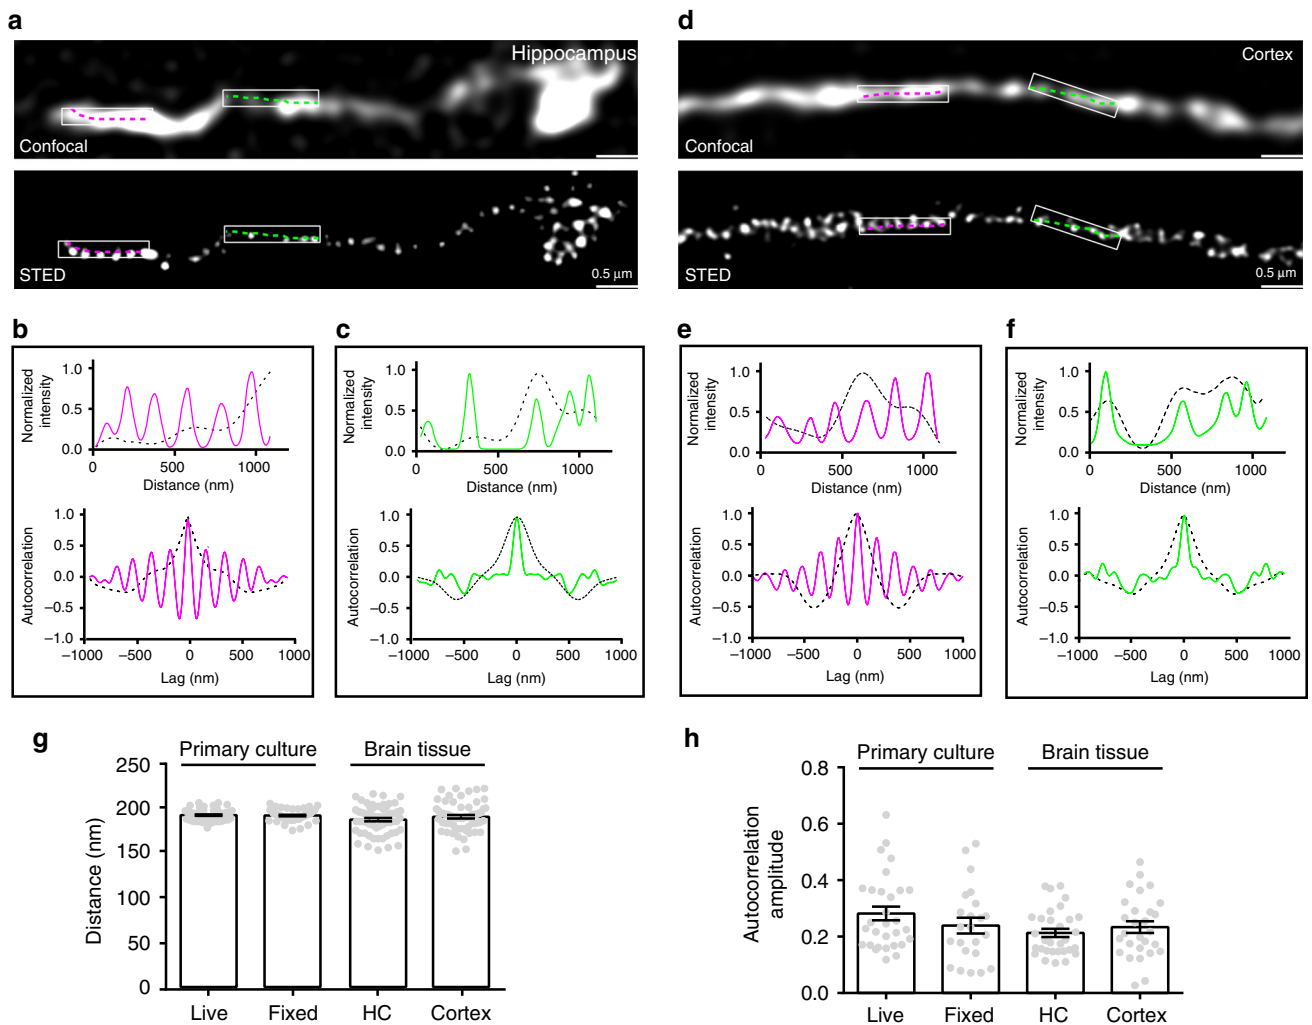 a
Hippocampus
Confocal
STED
0.5 μm
d
Cortex
Confocal
STED
0.5 μm
b
Normalized
intensity
1.0
0.5
0.0
0
500
1000
Distance (nm)
Autocorrelation
1.0
0.5
0.0
−0.5
−1.0
−1000
−500
0
500
1000
Lag (nm)
c
Normalized
intensity
1.0
0.5
0.0
0
500
1000
Distance (nm)
Autocorrelation
1.0
0.5
0.0
−0.5
−1.0
−1000
−500
0
500
1000
Lag (nm)
e
Normalized
intensity
1.0
0.5
0.0
0
500
1000
Distance (nm)
Autocorrelation
1.0
0.5
0.0
−0.5
−1.0
−1000
−500
0
500
1000
Lag (nm)
f
Normalized
intensity
1.0
0.5
0.0
0
500
1000
Distance (nm)
Autocorrelation
1.0
0.5
0.0
−0.5
−1.0
−1000
−500
0
500
1000
Lag (nm)
g
Primary culture
Brain tissue
Distance (nm)
250
200
150
100
50
0
Live
Fixed
HC
Cortex
h
Primary culture
Brain tissue
Autocorrelation
amplitude
0.8
0.6
0.4
0.2
0.0
Live
Fixed
HC
Cortex